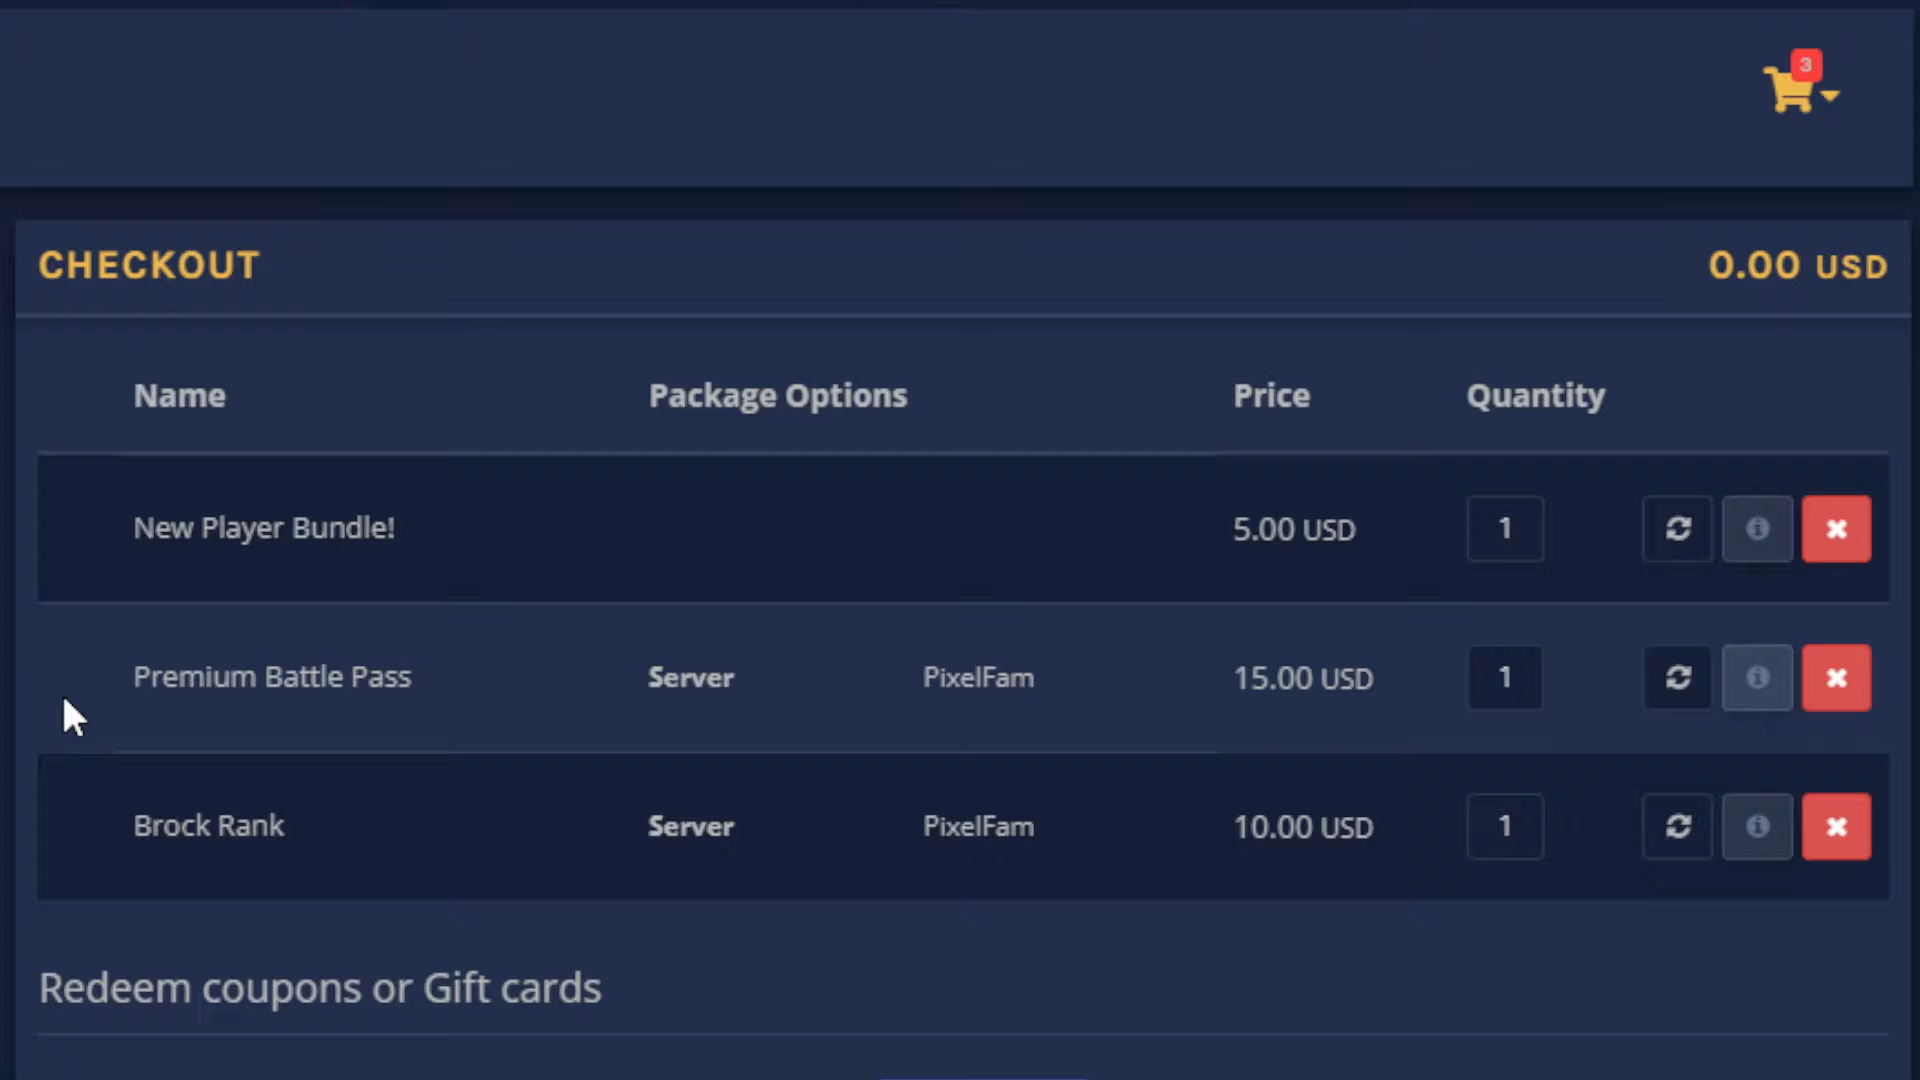 3
CHECKOUT 0.00 USD
Name Package Options Price Quantity
New Player Bundle! 5.00 USD 1
Premium Battle Pass Server PixelFam 15.00 USD 1
Brock Rank Server PixelFam 10.00 USD 1
Redeem coupons or Gift cards